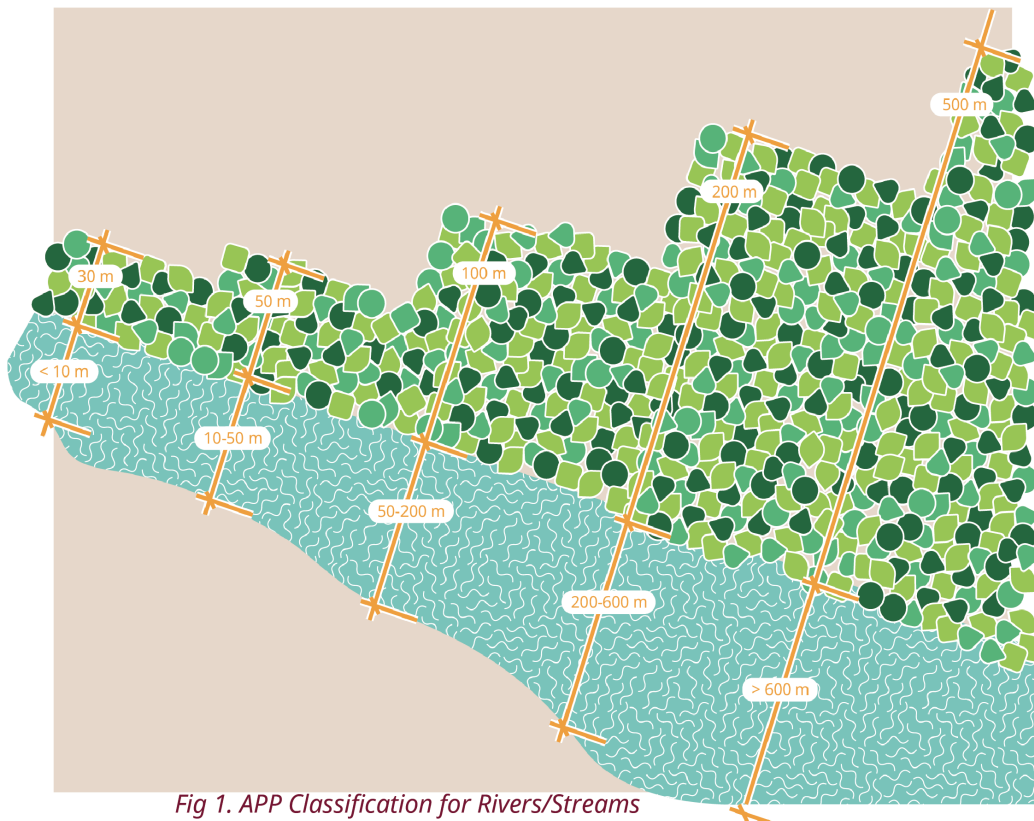 500 m
200 m
100 m
30 m
50 m
< 10 m
10-50 m
50-200 m
200-600 m
> 600 m
Fig 1. APP Classification for Rivers/Streams